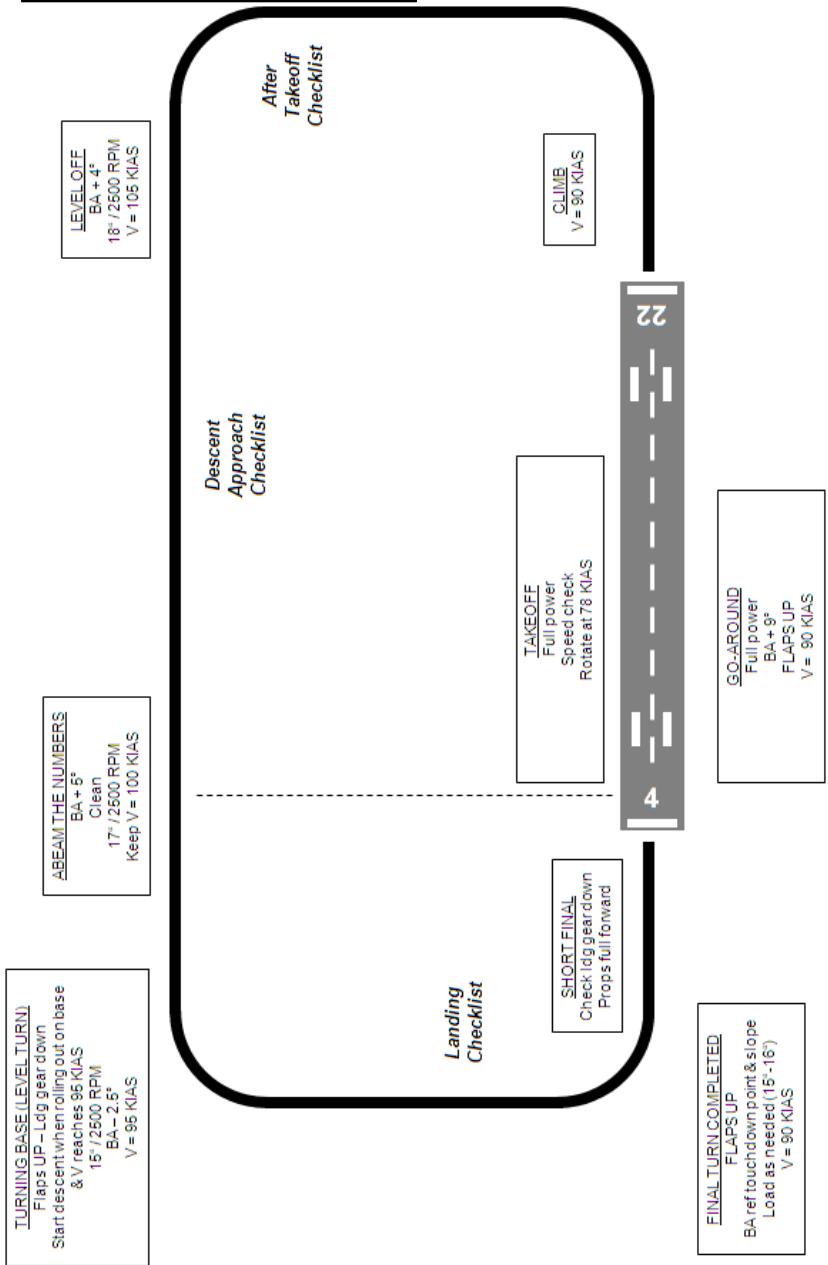 After
Takeoff
Checklist
LEVEL OFF
BA + 4°
18" / 2500 RPM
V = 105 KIAS
CLIMB
V = 90 KIAS
22
Descent
Approach
Checklist
TAKEOFF
Full power
Speed check
Rotate at 78 KIAS
GO-AROUND
Full power
BA + 9°
FLAPS UP
V = 90 KIAS
ABEAM THE NUMBERS
BA + 5°
Clean
17" / 2500 RPM
Keep V = 100 KIAS
4
SHORT FINAL
Check ldg gear down
Props full forward
Landing
Checklist
TURNING BASE (LEVEL TURN)
Flaps UP – Ldg gear down
Start descent when rolling out on base
& V reaches 95 KIAS
15" / 2500 RPM
BA – 2.5°
V = 95 KIAS
FINAL TURN COMPLETED
FLAPS UP
BA ref touchdown point & slope
Load as needed (15"-16")
V = 90 KIAS